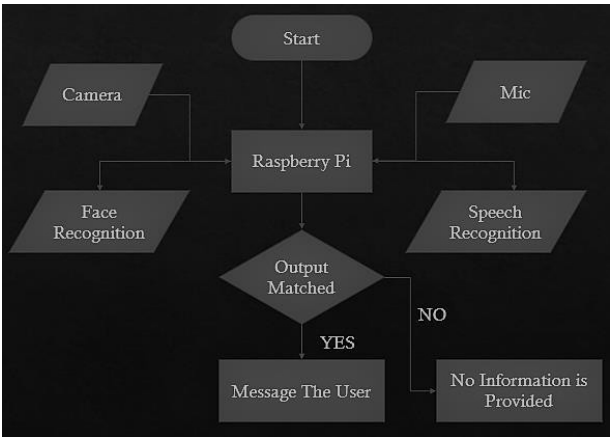 Start
Camera
Mic
Raspberry Pi
Face
Recognition
Speech
Recognition
Output
Matched
NO
YES
Message The User
No Information is
Provided